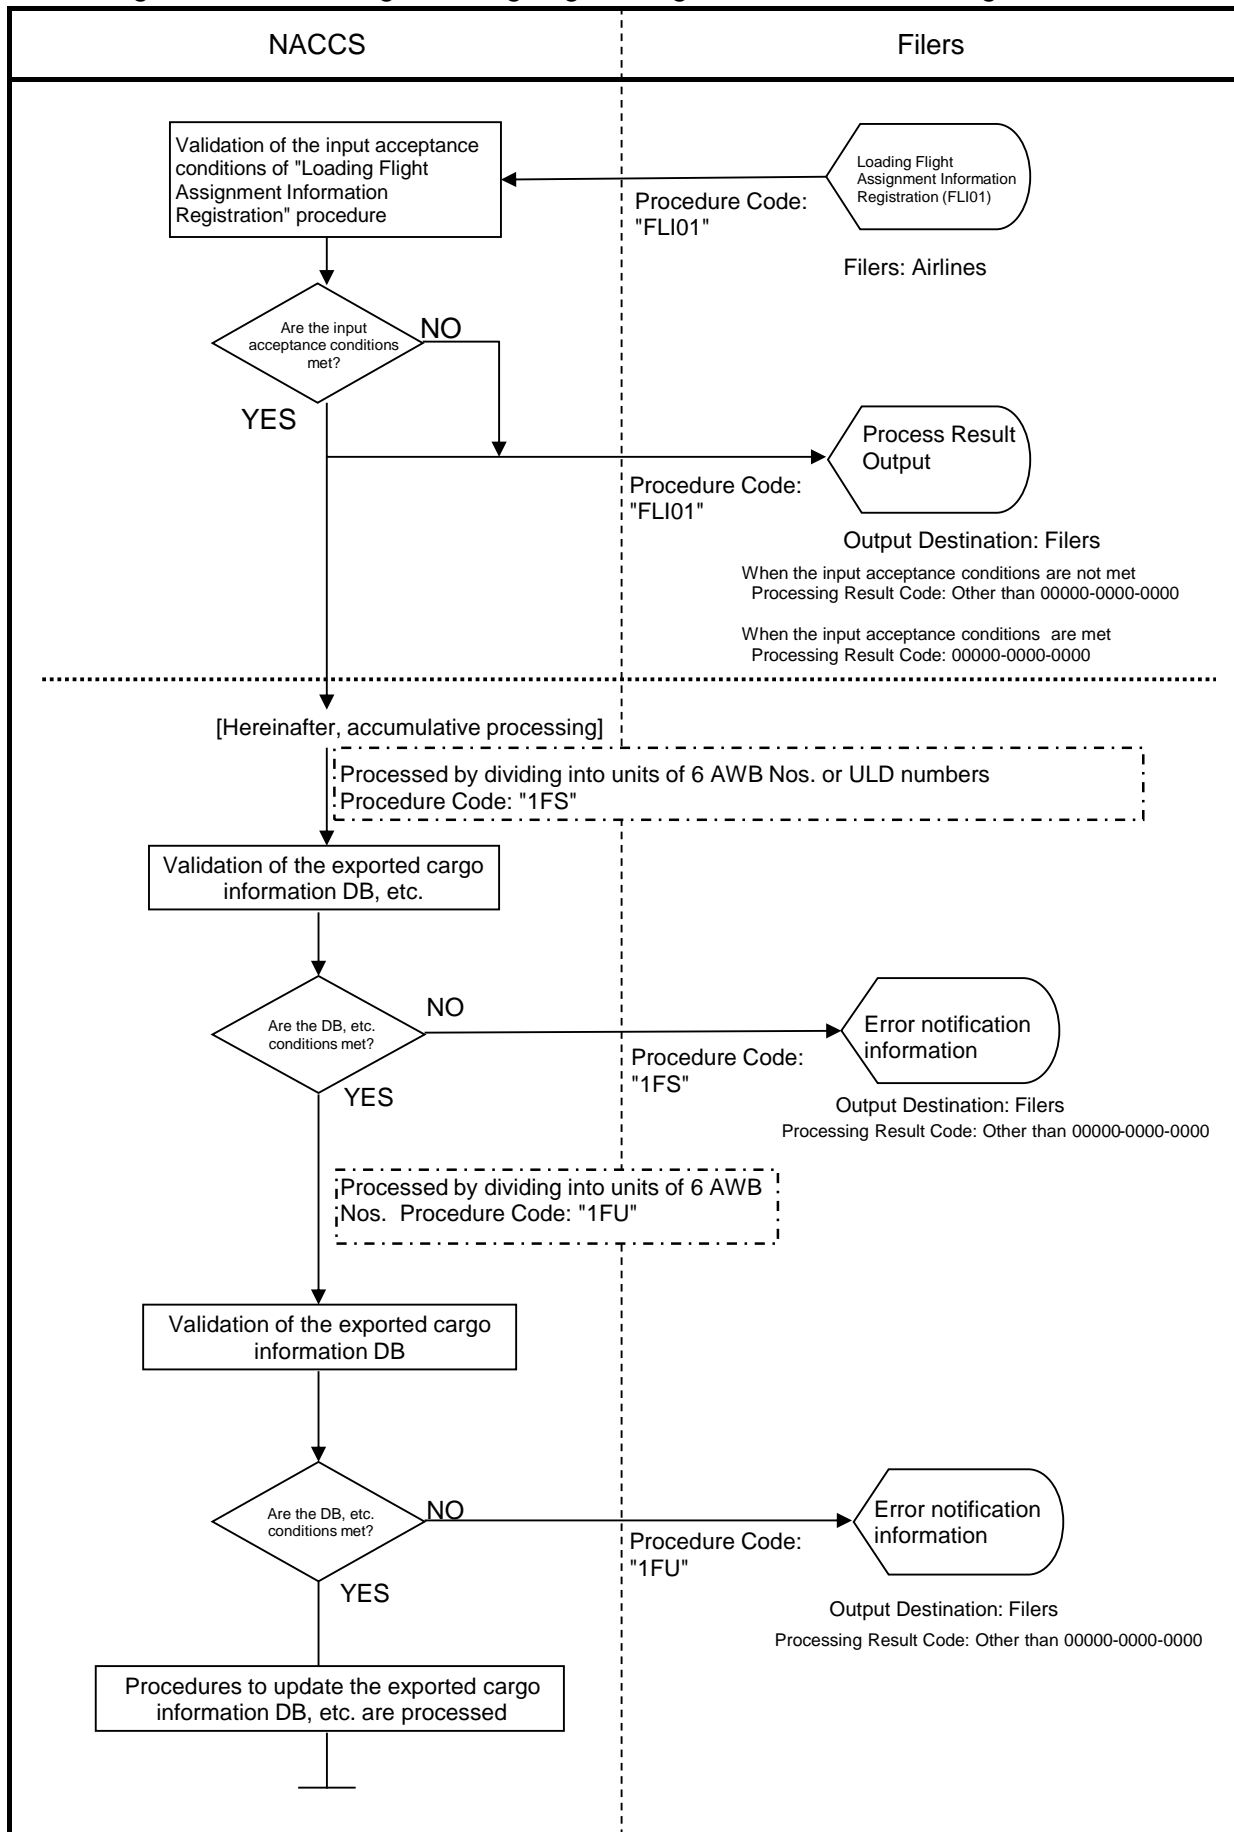 NACCS
Filers
Validation of the input acceptance
conditions of "Loading Flight
Assignment Information
Registration" procedure
Loading Flight
Assignment Information
Registration (FLI01)
Procedure Code:
"FLI01"
Filers: Airlines
Are the input
acceptance conditions
met?
NO
YES
Process Result
Output
Procedure Code:
"FLI01"
Output Destination: Filers
When the input acceptance conditions are not met
Processing Result Code: Other than 00000-0000-0000
When the input acceptance conditions are met
Processing Result Code: 00000-0000-0000
[Hereinafter, accumulative processing]
Processed by dividing into units of 6 AWB Nos. or ULD numbers
Procedure Code: "1FS"
Validation of the exported cargo
information DB, etc.
Are the DB, etc.
conditions met?
NO
YES
Error notification
information
Procedure Code:
"1FS"
Output Destination: Filers
Processing Result Code: Other than 00000-0000-0000
Processed by dividing into units of 6 AWB
Nos. Procedure Code: "1FU"
Validation of the exported cargo
information DB
Are the DB, etc.
conditions met?
NO
YES
Error notification
information
Procedure Code:
"1FU"
Output Destination: Filers
Processing Result Code: Other than 00000-0000-0000
Procedures to update the exported cargo
information DB, etc. are processed